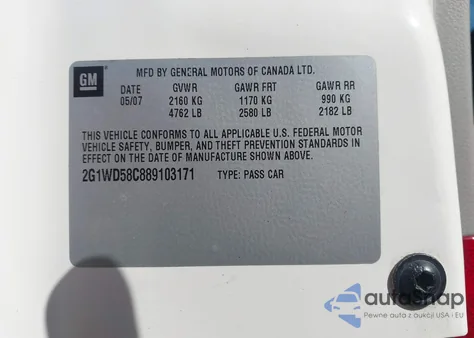 GM
MFD BY GENERAL MOTORS OF CANADA LTD.
DATE GVWR GAWR FRT GAWR RR
05/07 2160 KG 1170 KG 990 KG
4762 LB 2580 LB 2182 LB
THIS VEHICLE CONFORMS TO ALL APPLICABLE U.S. FEDERAL MOTOR
VEHICLE SAFETY, BUMPER, AND THEFT PREVENTION STANDARDS IN
EFFECT ON THE DATE OF MANUFACTURE SHOWN ABOVE.
2G1WD58C889103171 TYPE: PASS CAR
autoSnap
Pewne auta z aukcji USA i EU